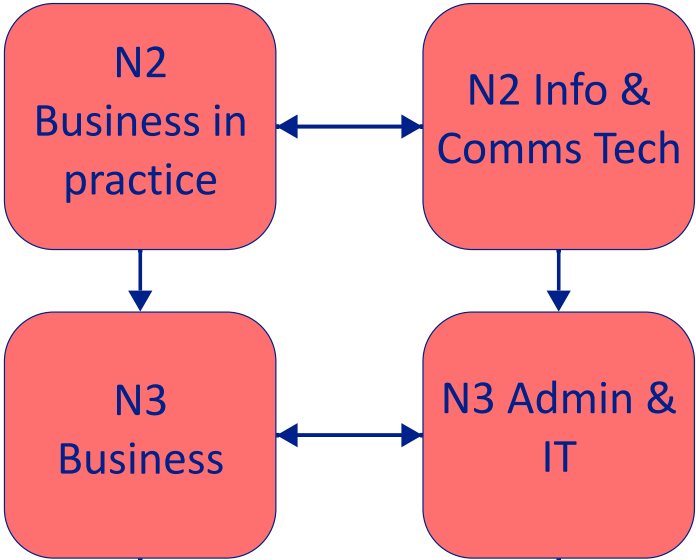 N2
Business in
practice
N2 Info &
Comms Tech
N3
Business
N3 Admin &
IT